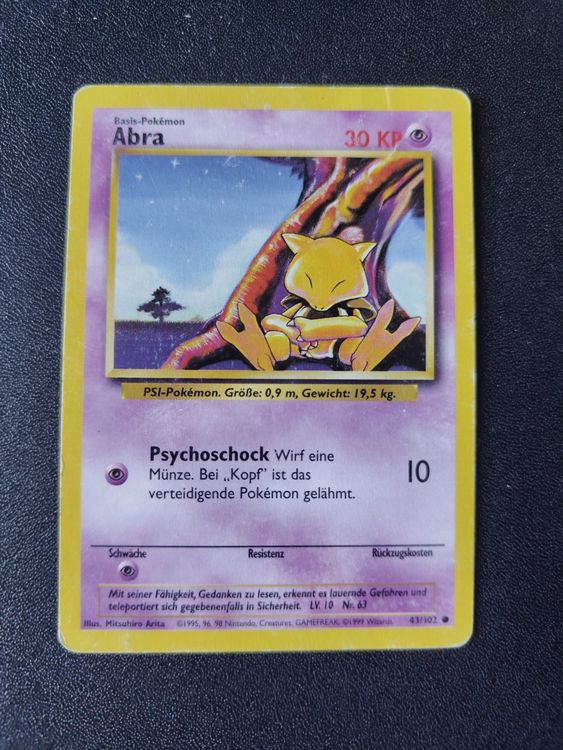 Basis-Pokémon
Abra
30 KP
PSI-Pokémon. Größe: 0,9 m, Gewicht: 19,5 kg.
Psychoschock Wirf eine
Münze. Bei „Kopf" ist das
verteidigende Pokémon gelähmt.
10
Schwäche Resistenz Rückzugskosten
Mit seiner Fähigkeit, Gedanken zu lesen, erkennt es lauernde Gefahren und
teleportiert sich gegebenenfalls in Sicherheit. LV. 10 Nr. 63
Illus. Mitsuhiro Arita ©1995, 96, 98 Nintendo, Creatures, GAMEFREAK. ©1999 Wizards. 43/102